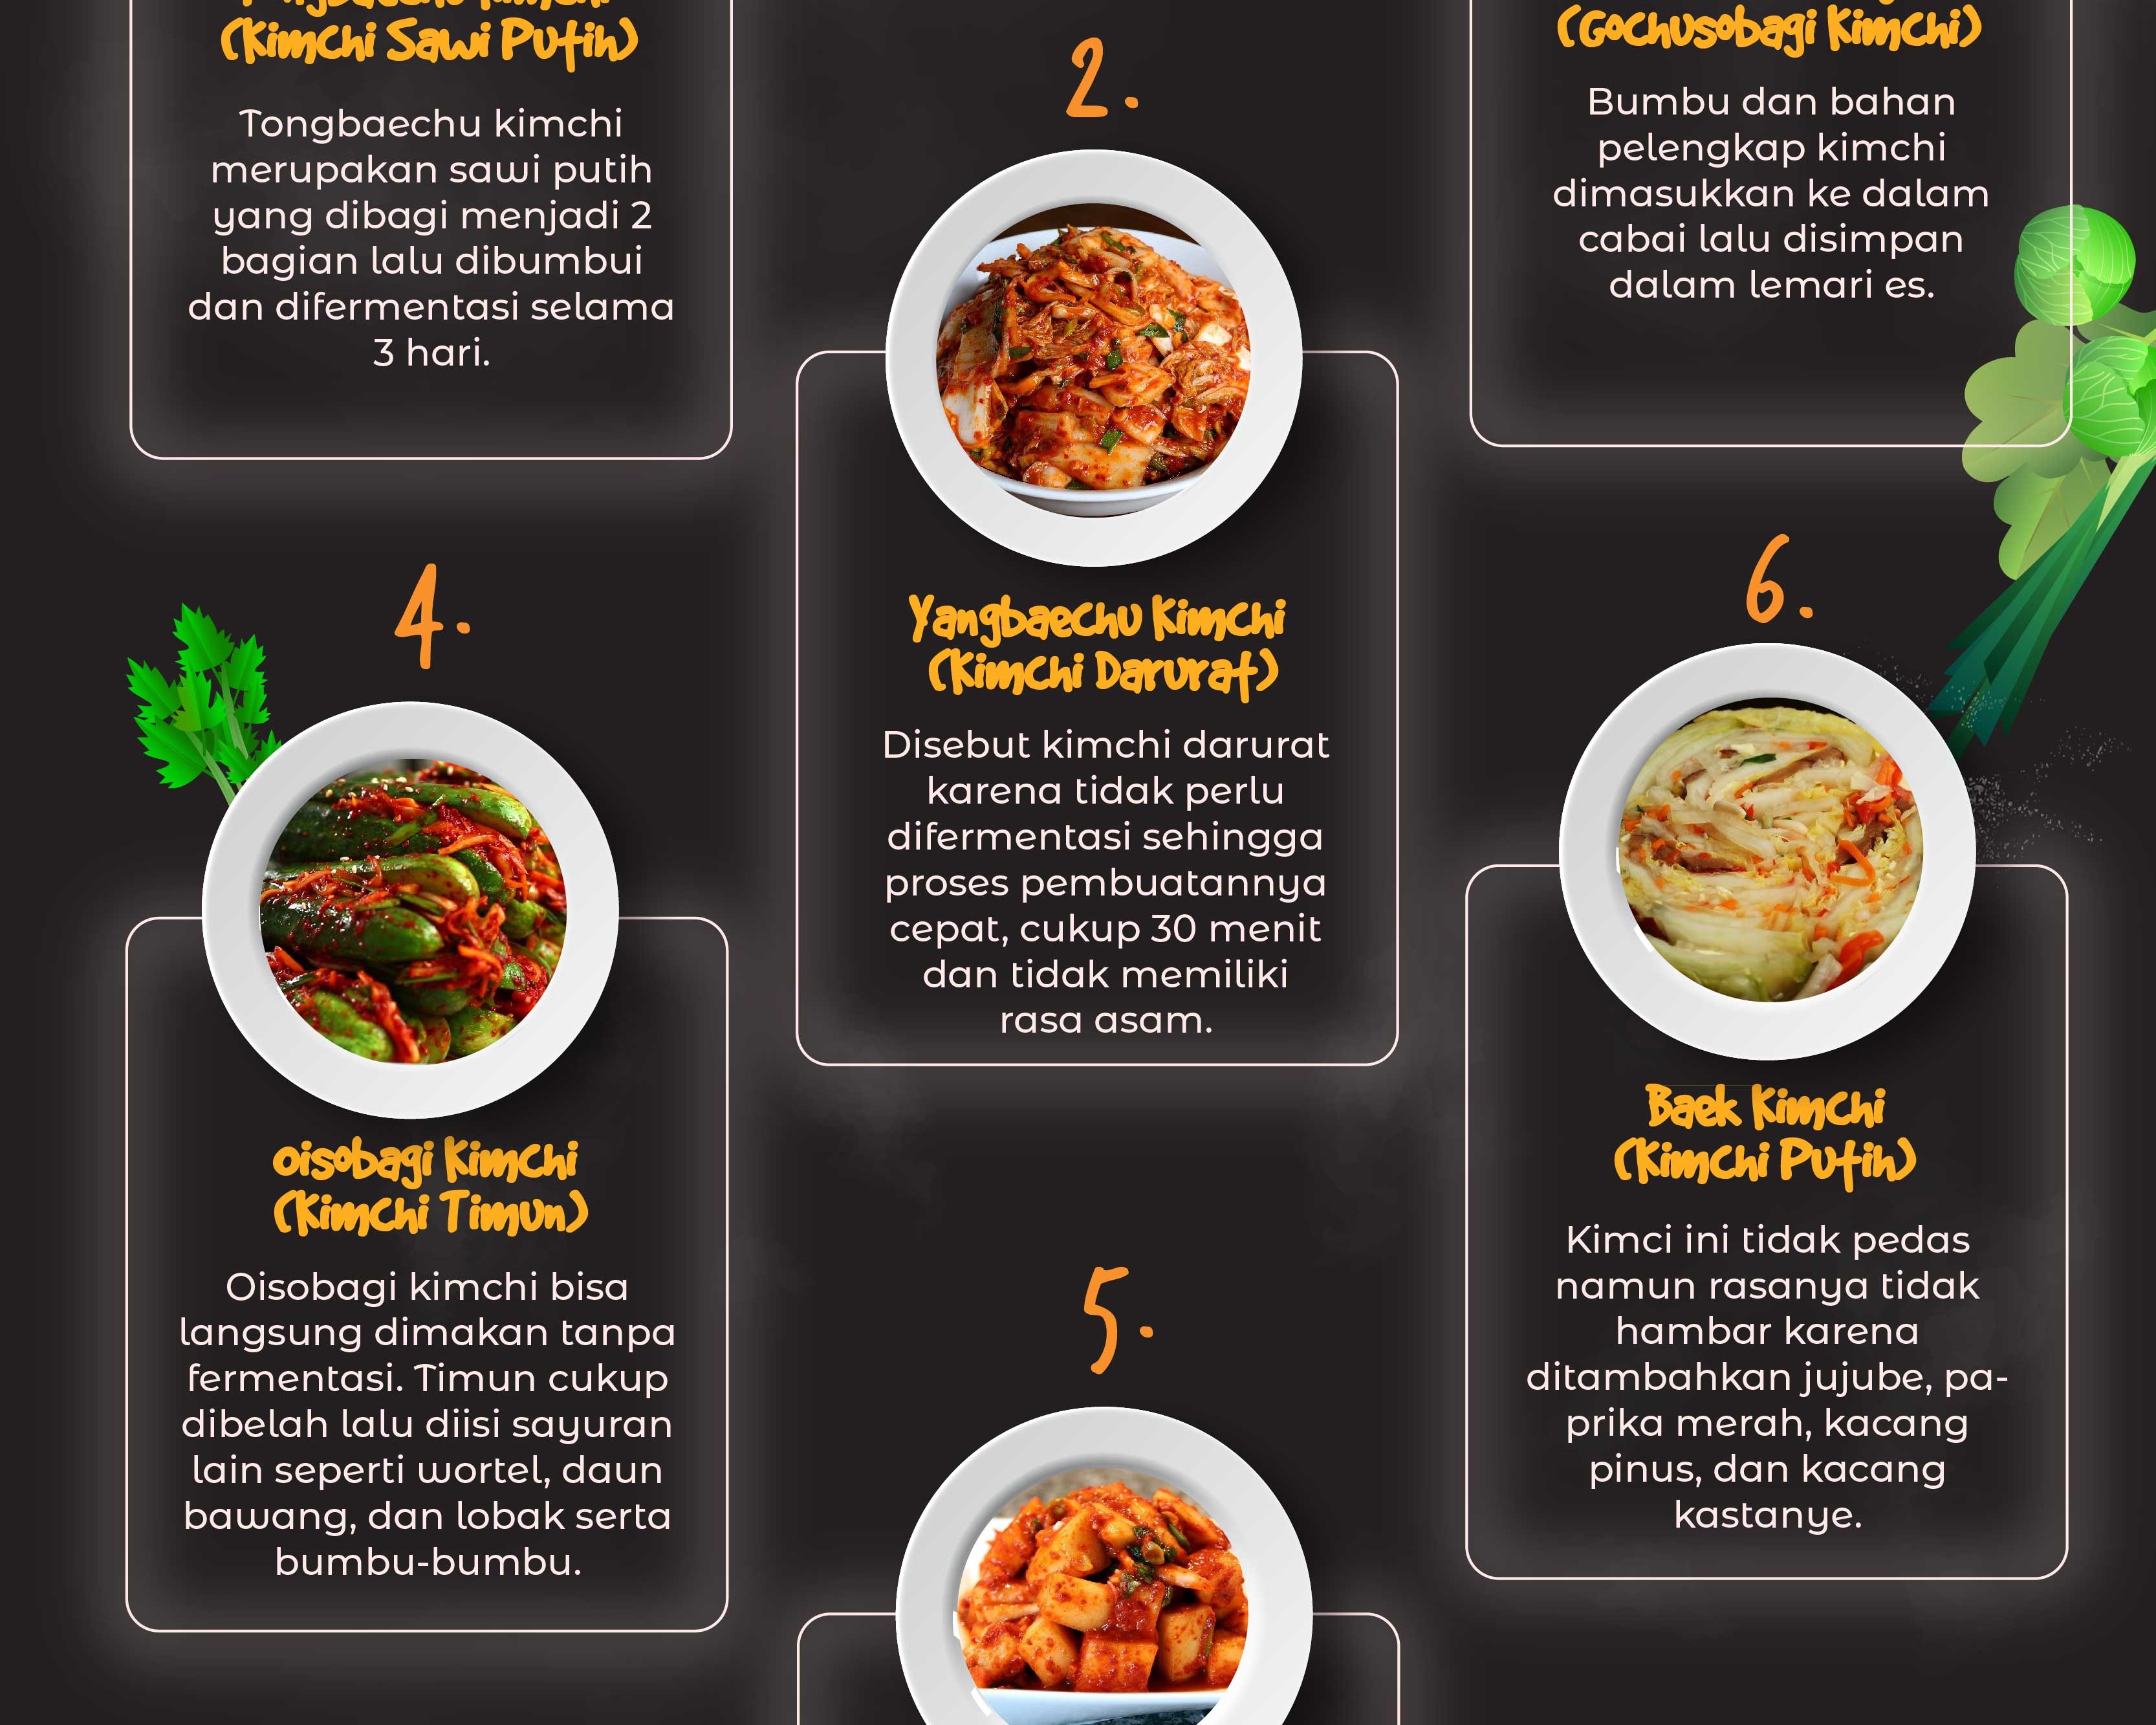 (Kimchi Sawi Putih)
Tongbaechu kimchi
merupakan sawi putih
yang dibagi menjadi 2
bagian lalu dibumbui
dan difermentasi selama
3 hari.
2.
Yangbaechu Kimchi
(Kimchi Darurat)
Disebut kimchi darurat
karena tidak perlu
difermentasi sehingga
proses pembuatannya
cepat, cukup 30 menit
dan tidak memiliki
rasa asam.
(Gochusobagi Kimchi)
Bumbu dan bahan
pelengkap kimchi
dimasukkan ke dalam
cabai lalu disimpan
dalam lemari es.
4.
Oisobagi Kimchi
(Kimchi Timun)
Oisobagi kimchi bisa
langsung dimakan tanpa
fermentasi. Timun cukup
dibelah lalu diisi sayuran
lain seperti wortel, daun
bawang, dan lobak serta
bumbu-bumbu.
5.
6.
Baek Kimchi
(Kimchi Putih)
Kimci ini tidak pedas
namun rasanya tidak
hambar karena
ditambahkan jujube, pa-
prika merah, kacang
pinus, dan kacang
kastanye.